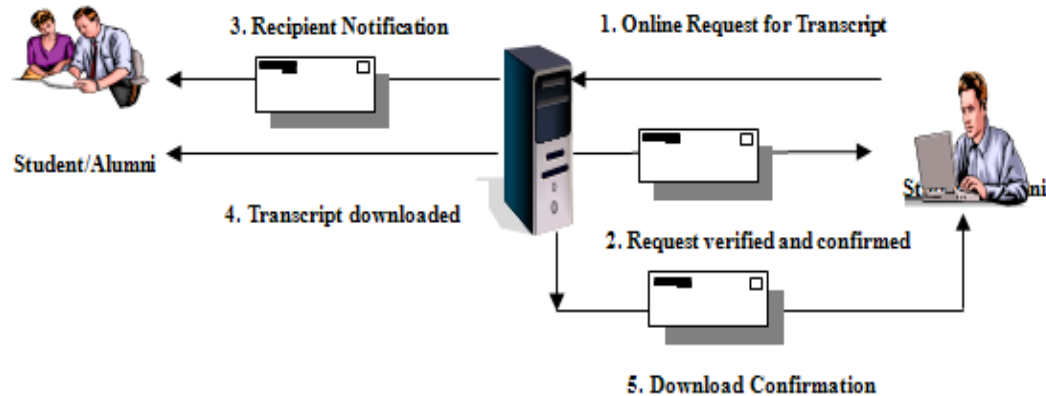 3. Recipient Notification
1. Online Request for Transcript
Student/Alumni
4. Transcript downloaded
2. Request verified and confirmed
5. Download Confirmation